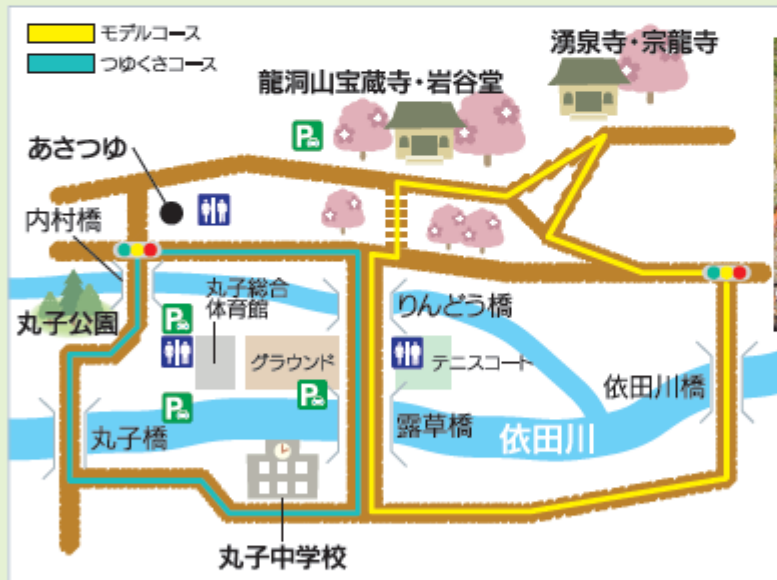 モデルコース
つゆくさコース
湧泉寺・宗龍寺
龍洞山宝蔵寺・岩谷堂
P
あさつゆ
内村橋
丸子公園
P
丸子総合
体育館
りんどう橋
グラウンド
テニスコート
依田川橋
P
P
丸子橋
露草橋
依田川
丸子中学校